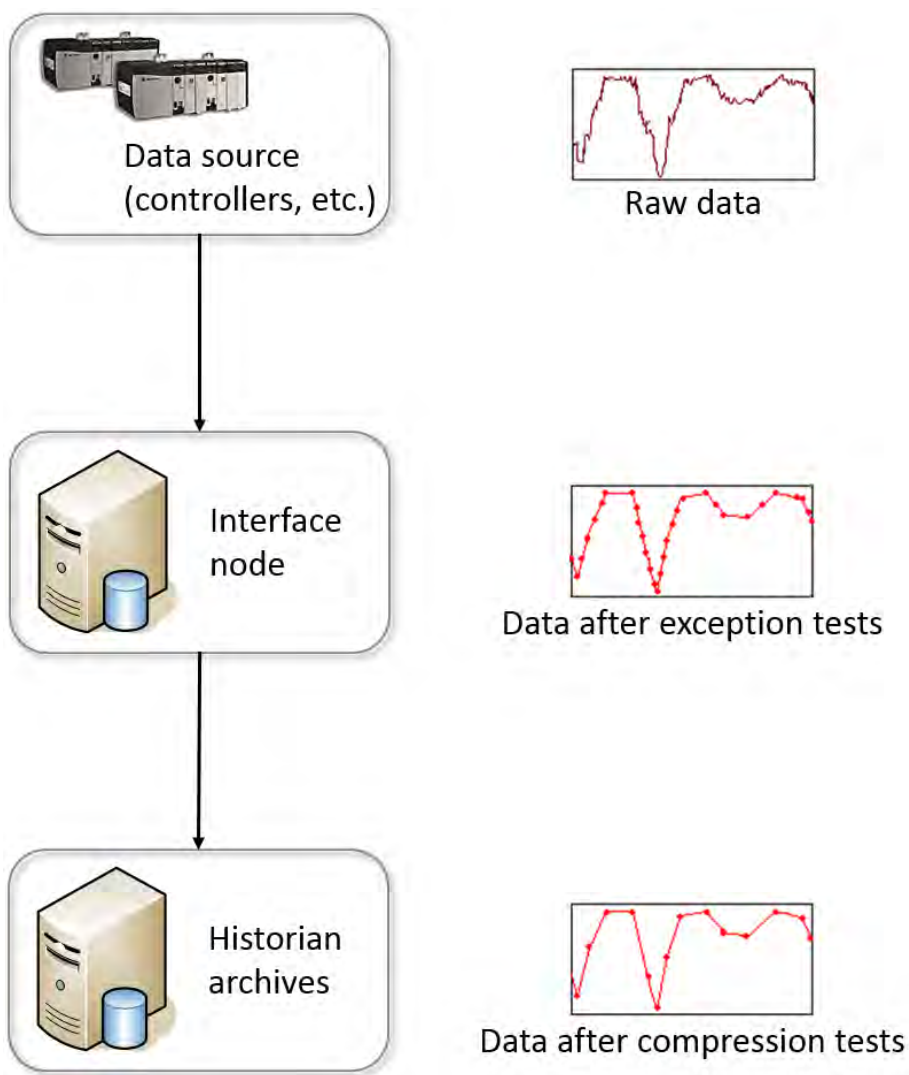 Data source
(controllers, etc.)
Raw data
Interface
node
Data after exception tests
Historian
archives
Data after compression tests